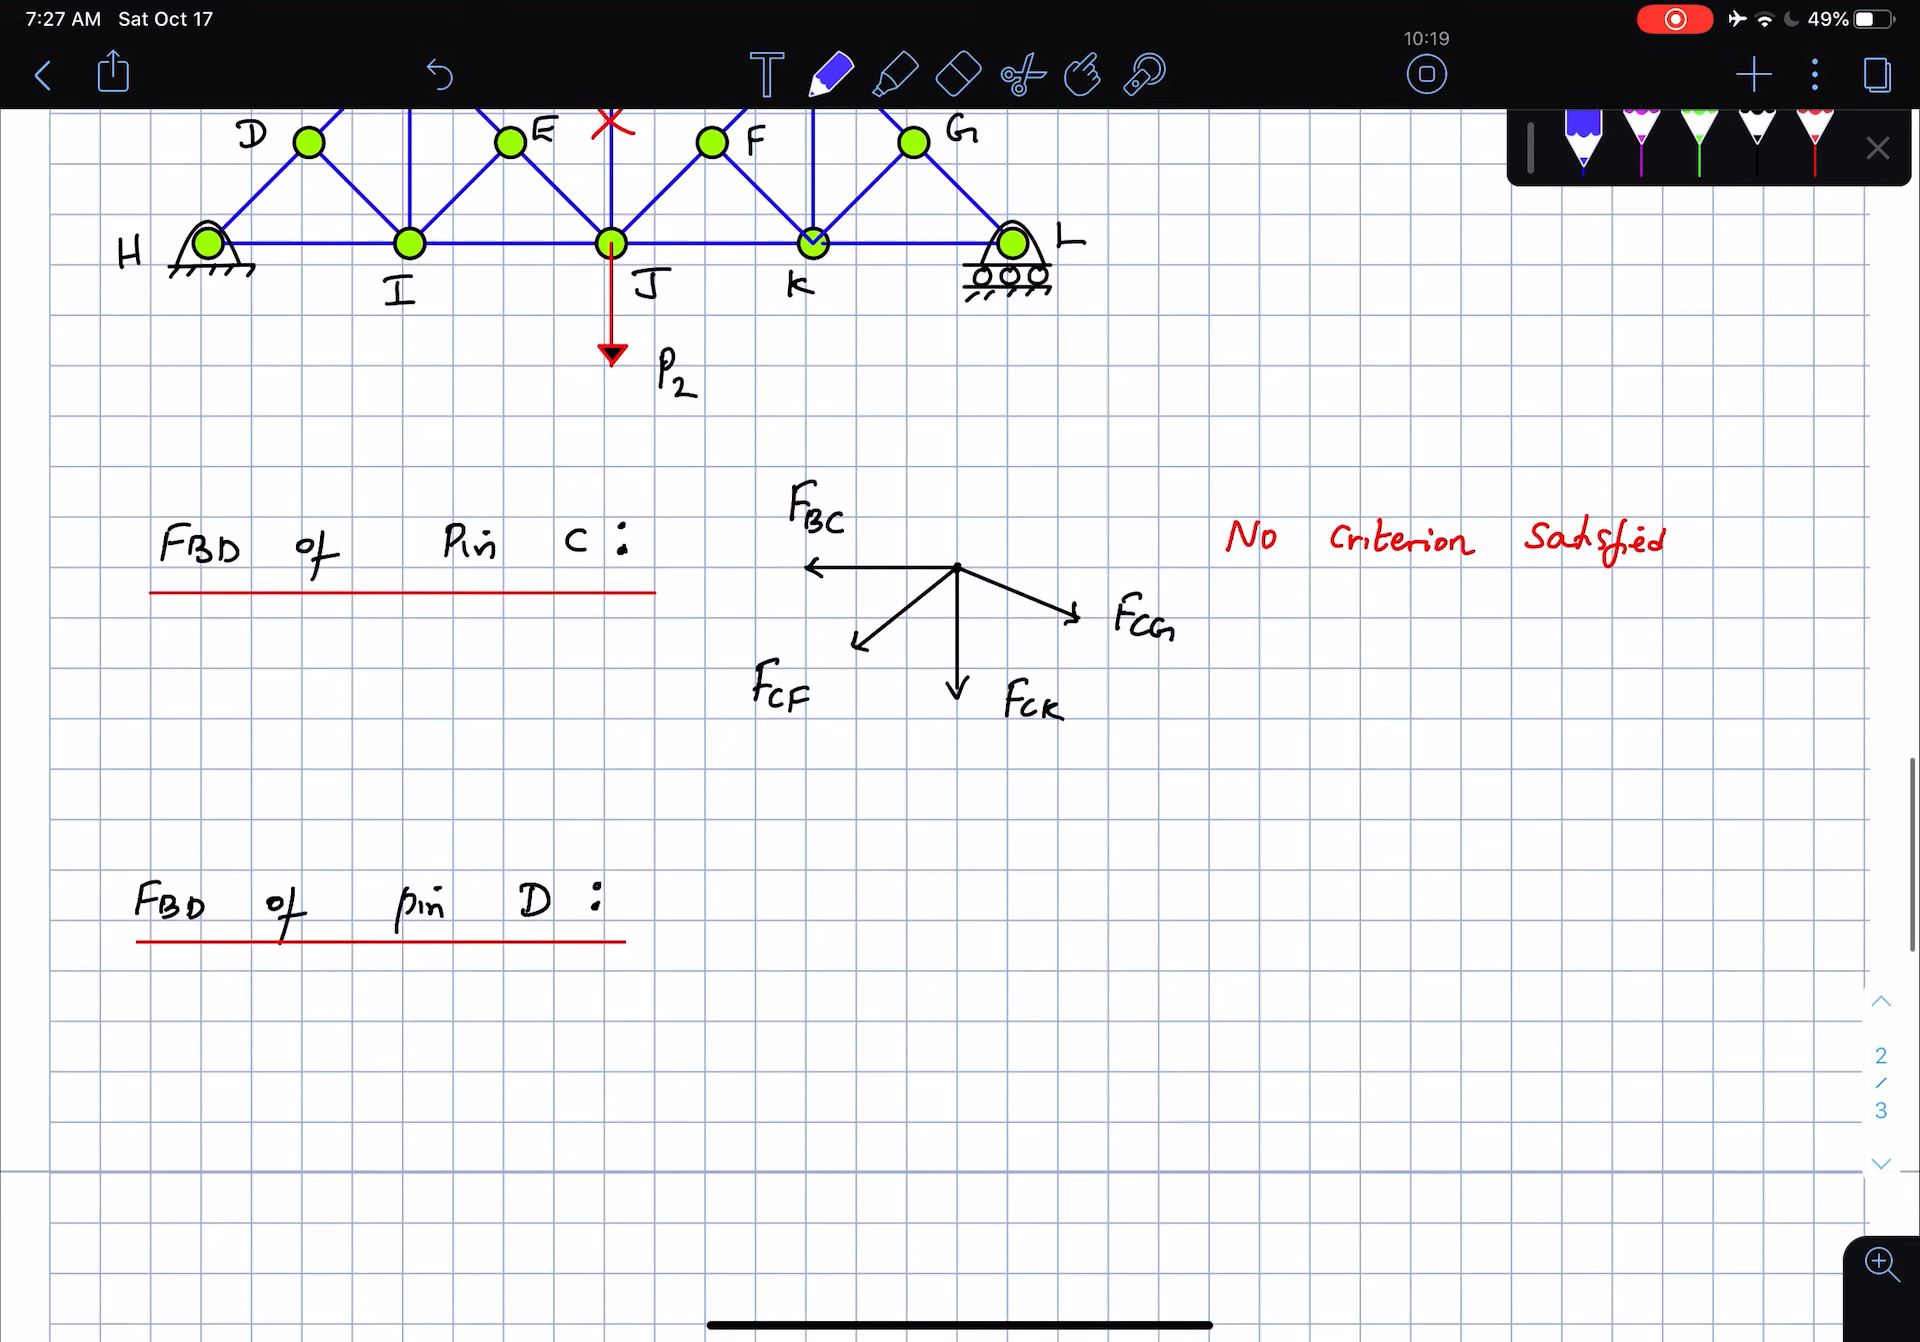 7:27 AM Sat Oct 17
49%
10:19
T
D
E
F
G
H
I
J
K
L
P2
FBD of Pin C :
FBC
FCF
FCK
FCG
No Criterion Satisfied
FBD of pin D :
2
/
3